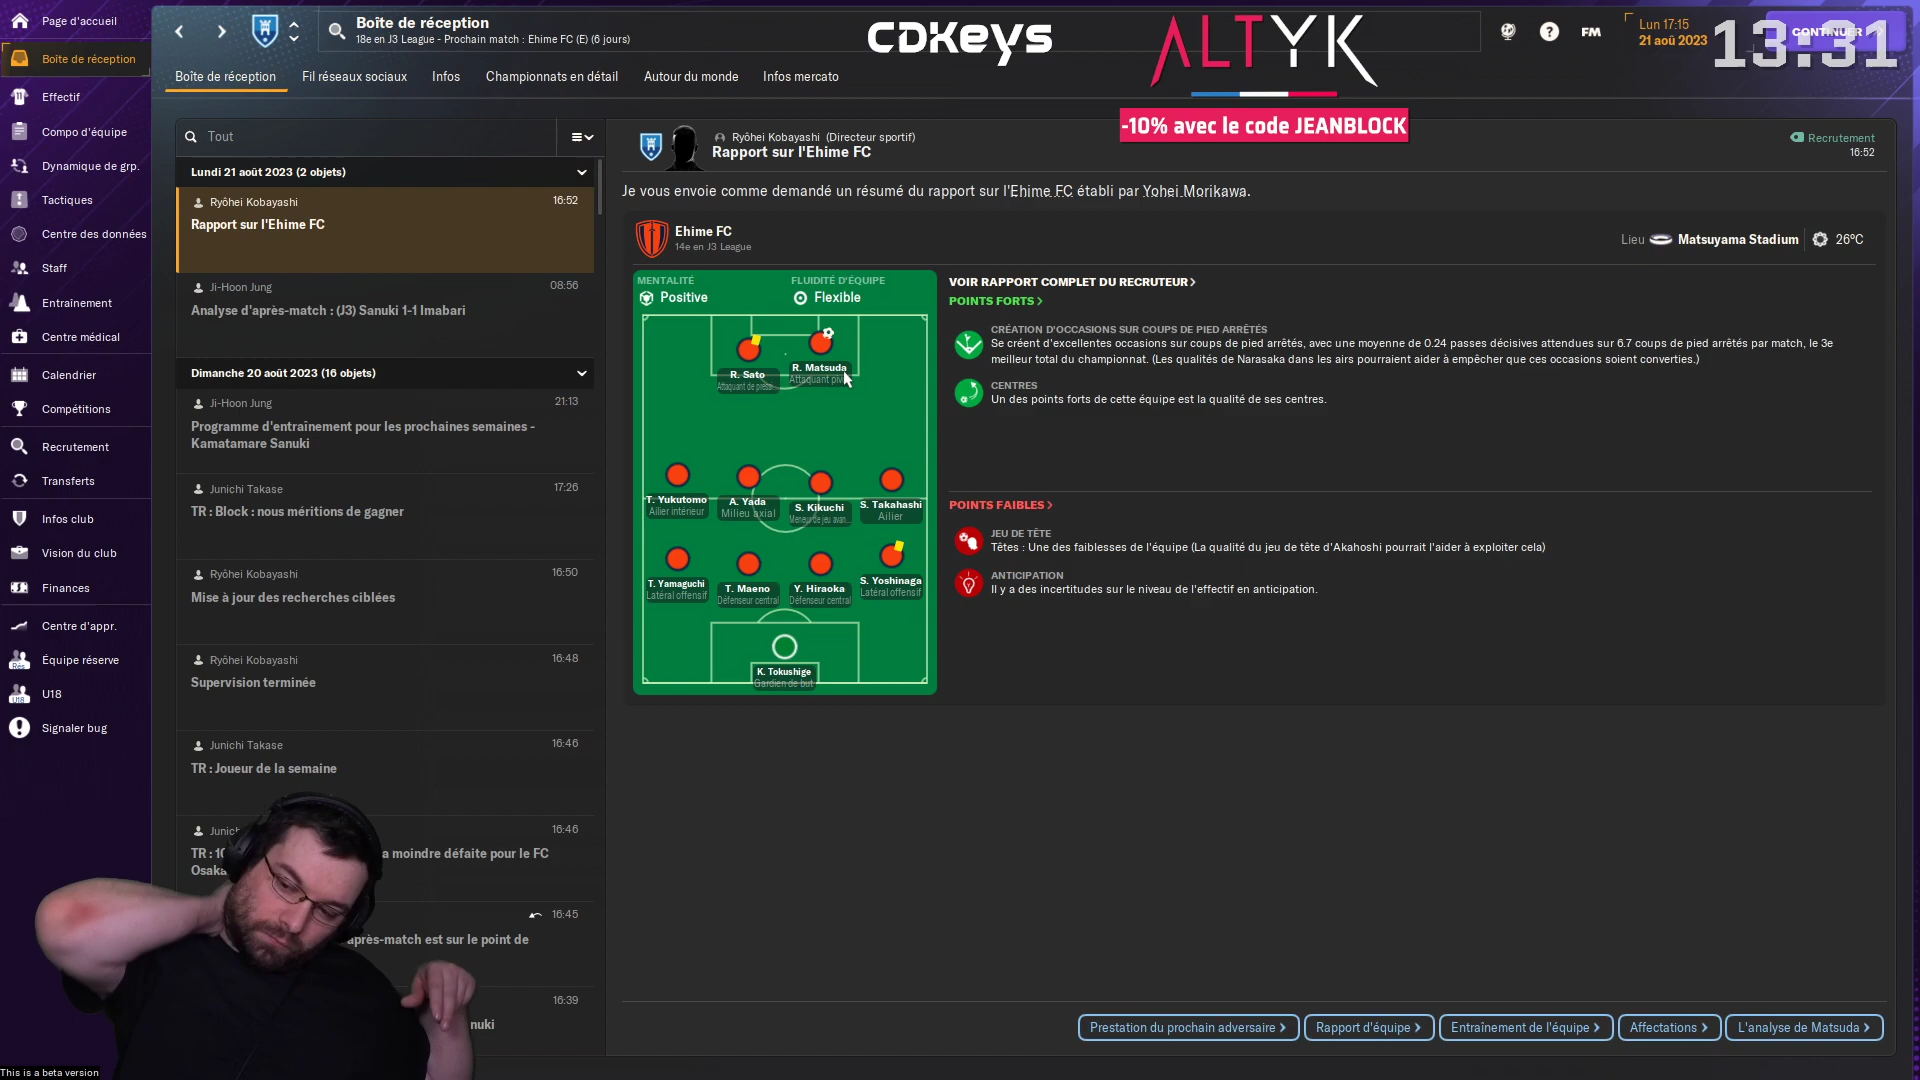 Page d'accueil
Boîte de réception
Effectif
Compo d'équipe
Dynamique de grp.
Tactiques
Centre des données
Staff
Entraînement
Centre médical
Calendrier
Compétitions
Recrutement
Transferts
Infos club
Vision du club
Finances
Centre d'appr.
Équipe réserve
U18
Signaler bug
This is a beta version
Boîte de réception
18e en J3 League - Prochain match : Ehime FC (E) (6 jours)
CDKeys
ALTYK
-10% avec le code JEANBLOCK
FM
Lun 17:15
21 aoû 2023
CONTINUER
13:31
Boîte de réception
Fil réseaux sociaux
Infos
Championnats en détail
Autour du monde
Infos mercato
Tout
Lundi 21 août 2023 (2 objets)
Ryôhei Kobayashi 16:52
Rapport sur l'Ehime FC
Ji-Hoon Jung 08:56
Analyse d'après-match : (J3) Sanuki 1-1 Imabari
Dimanche 20 août 2023 (16 objets)
Ji-Hoon Jung 21:13
Programme d'entraînement pour les prochaines semaines -
Kamatamare Sanuki
Junichi Takase 17:26
TR : Block : nous méritions de gagner
Ryôhei Kobayashi 16:50
Mise à jour des recherches ciblées
Ryôhei Kobayashi 16:48
Supervision terminée
Junichi Takase 16:46
TR : Joueur de la semaine
16:46
a moindre défaite pour le FC
Osaka
16:45
après-match est sur le point de
16:39
nuki
Ryôhei Kobayashi (Directeur sportif)
Rapport sur l'Ehime FC
Recrutement
16:52
Je vous envoie comme demandé un résumé du rapport sur l'Ehime FC établi par Yohei Morikawa.
Ehime FC
14e en J3 League
Lieu Matsuyama Stadium 26°C
MENTALITÉ
Positive
FLUIDITÉ D'ÉQUIPE
Flexible
R. Sato
Attaquant de press...
R. Matsuda
Attaquant piv
T. Yukutomo
Ailier intérieur
A. Yada
Milieu axial
S. Kikuchi
Meneur de jeu avan...
S. Takahashi
Ailier
T. Yamaguchi
Latéral offensif
T. Maeno
Défenseur central
Y. Hiraoka
Défenseur central
S. Yoshinaga
Latéral offensif
K. Tokushige
Gardien de but
VOIR RAPPORT COMPLET DU RECRUTEUR
POINTS FORTS
CRÉATION D'OCCASIONS SUR COUPS DE PIED ARRÊTÉS
Se créent d'excellentes occasions sur coups de pied arrêtés, avec une moyenne de 0.24 passes décisives attendues sur 6.7 coups de pied arrêtés par match, le 3e
meilleur total du championnat. (Les qualités de Narasaka dans les airs pourraient aider à empêcher que ces occasions soient converties.)
CENTRES
Un des points forts de cette équipe est la qualité de ses centres.
POINTS FAIBLES
JEU DE TÊTE
Têtes : Une des faiblesses de l'équipe (La qualité du jeu de tête d'Akahoshi pourrait l'aider à exploiter cela)
ANTICIPATION
Il y a des incertitudes sur le niveau de l'effectif en anticipation.
Prestation du prochain adversaire
Rapport d'équipe
Entraînement de l'équipe
Affectations
L'analyse de Matsuda